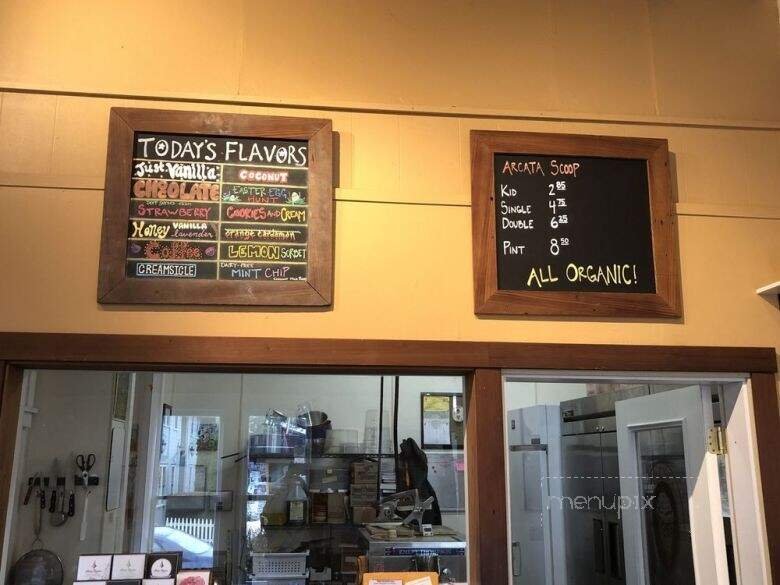 TODAY'S FLAVORS
Just Vanilla
CHOCOLATE
STRAWBERRY
Honey VANILLA lavender
Coffee
CREAMSICLE
COCONUT
EASTER EGG HUNT
COOKIES AND CREAM
orange cardamom
LEMON SORBET
DAIRY-FREE
MINT CHIP
ARCATA SCOOP
KID 2.85
SINGLE 4.75
DOUBLE 6.25
PINT 8.50
ALL ORGANIC!
menupix